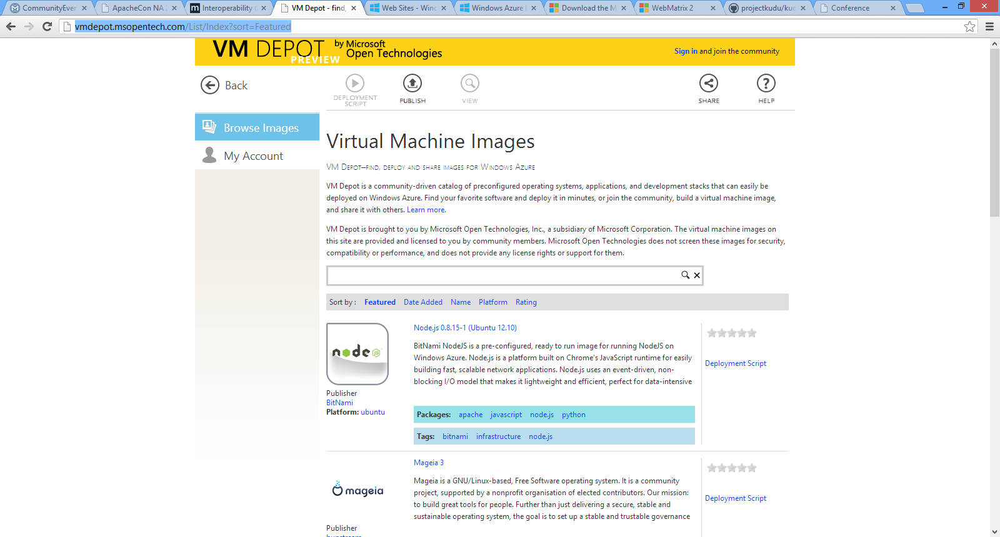 CommunityEver
ApacheCon NA
Interoperability
VM Depot - find,
Web Sites - Wind
Windows Azure
Download the M
WebMatrix 2
projectkudu/kud
Conference
vmdepot.msopentech.com/List/Index?sort=Featured
VM DEPOT by Microsoft Open Technologies
PREVIEW
Sign in and join the community
Back
DEPLOYMENT SCRIPT
PUBLISH
VIEW
SHARE
HELP
Browse Images
My Account
Virtual Machine Images
VM Depot—find, deploy and share images for Windows Azure
VM Depot is a community-driven catalog of preconfigured operating systems, applications, and development stacks that can easily be
deployed on Windows Azure. Find your favorite software and deploy it in minutes, or join the community, build a virtual machine image,
and share it with others. Learn more.
VM Depot is brought to you by Microsoft Open Technologies, Inc., a subsidiary of Microsoft Corporation. The virtual machine images on
this site are provided and licensed to you by community members. Microsoft Open Technologies does not screen these images for security,
compatibility or performance, and does not provide any license rights or support for them.
Sort by : Featured Date Added Name Platform Rating
node JS
Publisher
BitNami
Platform: ubuntu
Node.js 0.8.15-1 (Ubuntu 12.10)
BitNami NodeJS is a pre-configured, ready to run image for running NodeJS on
Windows Azure. Node.js is a platform built on Chrome's JavaScript runtime for easily
building fast, scalable network applications. Node.js uses an event-driven, non-
blocking I/O model that makes it lightweight and efficient, perfect for data-intensive
Packages: apache javascript node.js python
Tags: bitnami infrastructure node.js
Deployment Script
mageia
Publisher
Mageia 3
Mageia is a GNU/Linux-based, Free Software operating system. It is a community
project, supported by a nonprofit organisation of elected contributors. Our mission:
to build great tools for people. Further than just delivering a secure, stable and
sustainable operating system, the goal is to set up a stable and trustable governance
Deployment Script